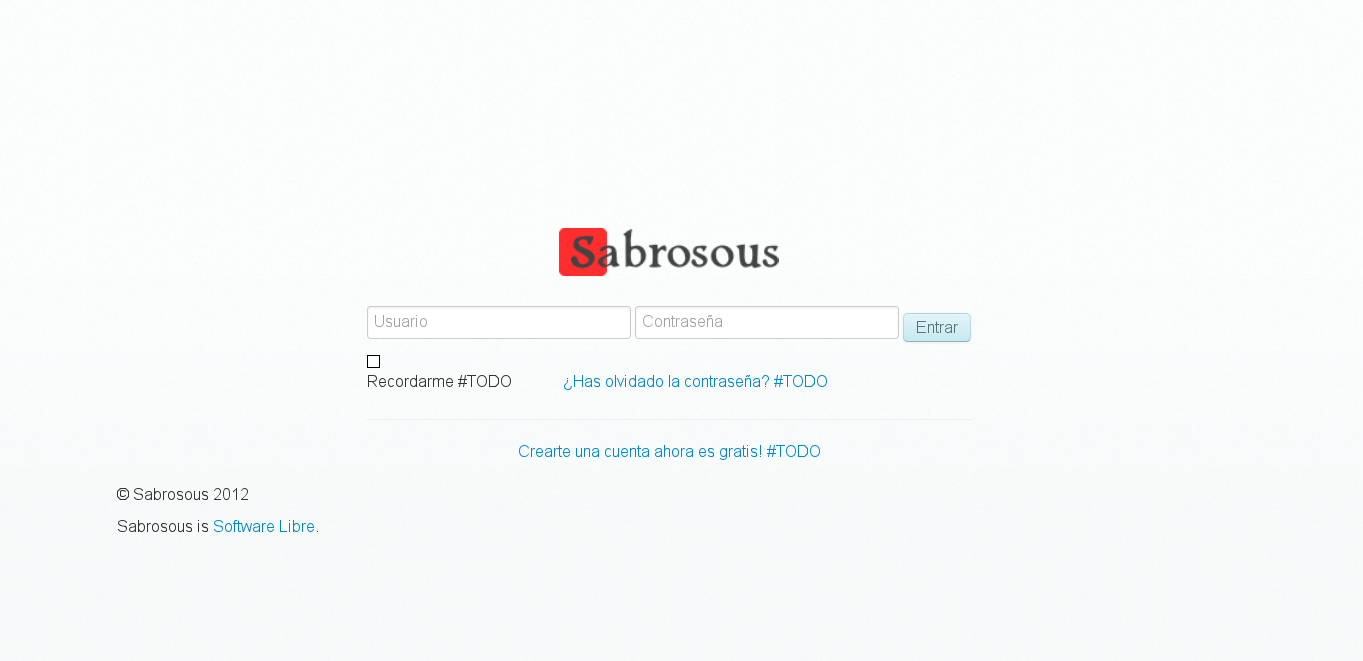 Sabrosous
Usuario Contraseña Entrar
Recordarme #TODO ¿Has olvidado la contraseña? #TODO
Crearte una cuenta ahora es gratis! #TODO
© Sabrosous 2012
Sabrosous is Software Libre.